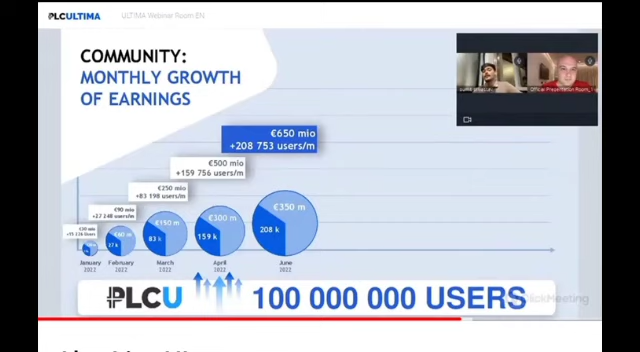 PLCULTIMA
ULTIMA Webinar Room EN
COMMUNITY:
MONTHLY GROWTH
OF EARNINGS
€650 mio
+208 753 users/m
€500 mio
+159 756 users/m
€250 mio
+83 198 users/m
€90 mio
+27 248 users/m
€350 m
208 k
€300 m
159 k
€150 m
83 k
€60 m
37 k
January
2022
February
2022
March
2022
April
2022
June
2022
Official Presentation Room
PLCU
100 000 000 USERS
ClickMeeting